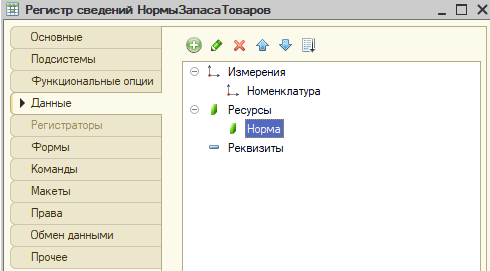 Регистр сведений НормыЗапасаТоваров
Основные
Подсистемы
Функциональные опции
Данные
Регистраторы
Формы
Команды
Макеты
Права
Обмен данными
Прочее
Измерения
Номенклатура
Ресурсы
Норма
Реквизиты